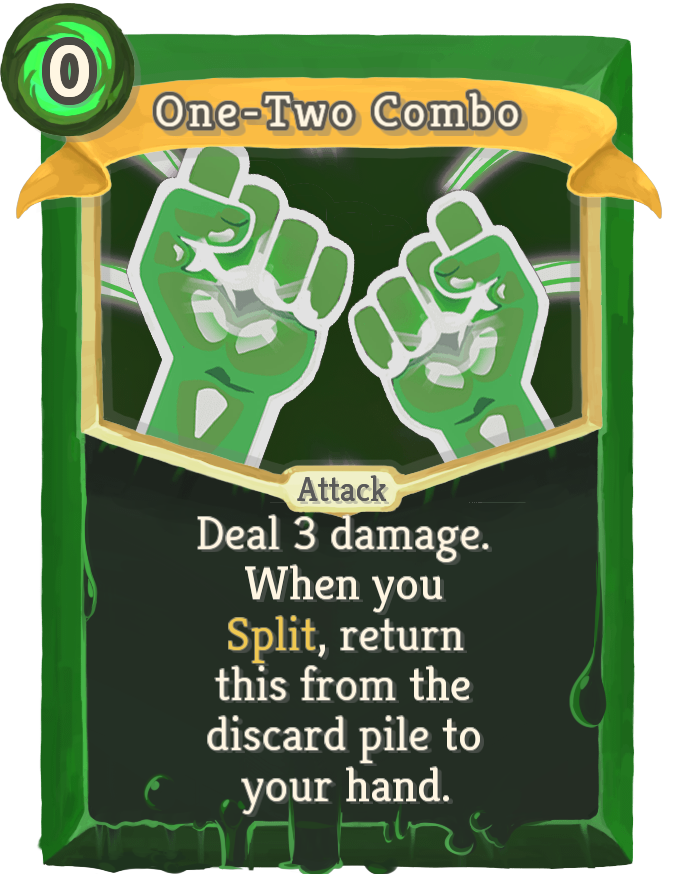 0
One-Two Combo
Attack
Deal 3 damage.
When you
Split, return
this from the
discard pile to
your hand.